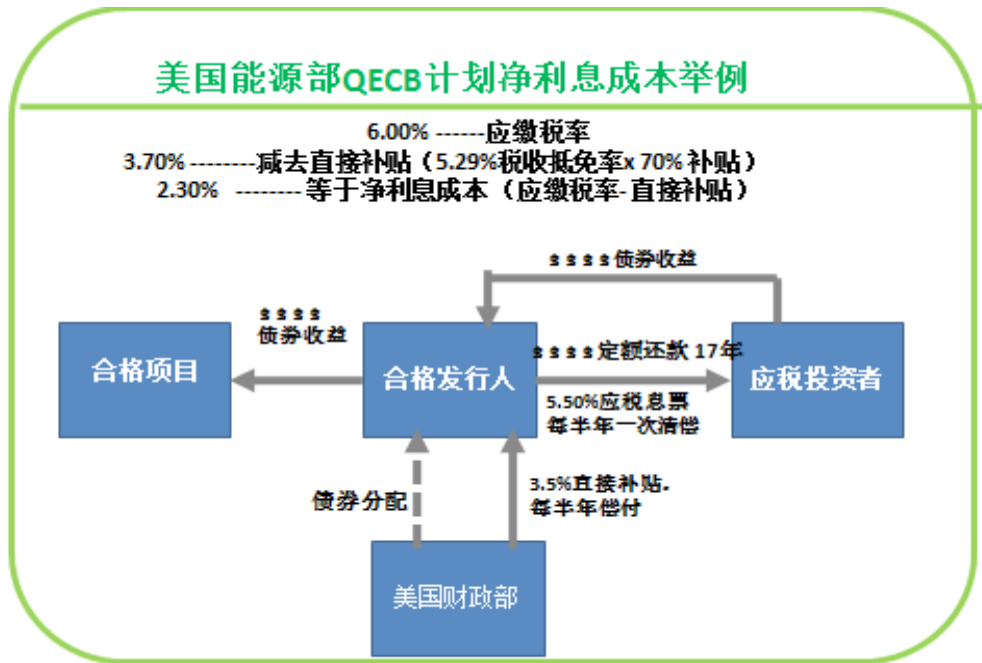 美国能源部QECB计划净利息成本举例
6.00% ------应缴税率
3.70% --------减去直接补贴（5.29%税收抵免率x 70% 补贴）
2.30% --------等于净利息成本（应缴税率-直接补贴）
$ $ $ $ 债券收益
$ $ $ $
债券收益
合格项目
合格发行人
$ $ $ $ 定额还款 17年
应税投资者
5.50%应税息票
每半年一次清偿
债券分配
3.5%直接补贴.
每半年偿付
美国财政部